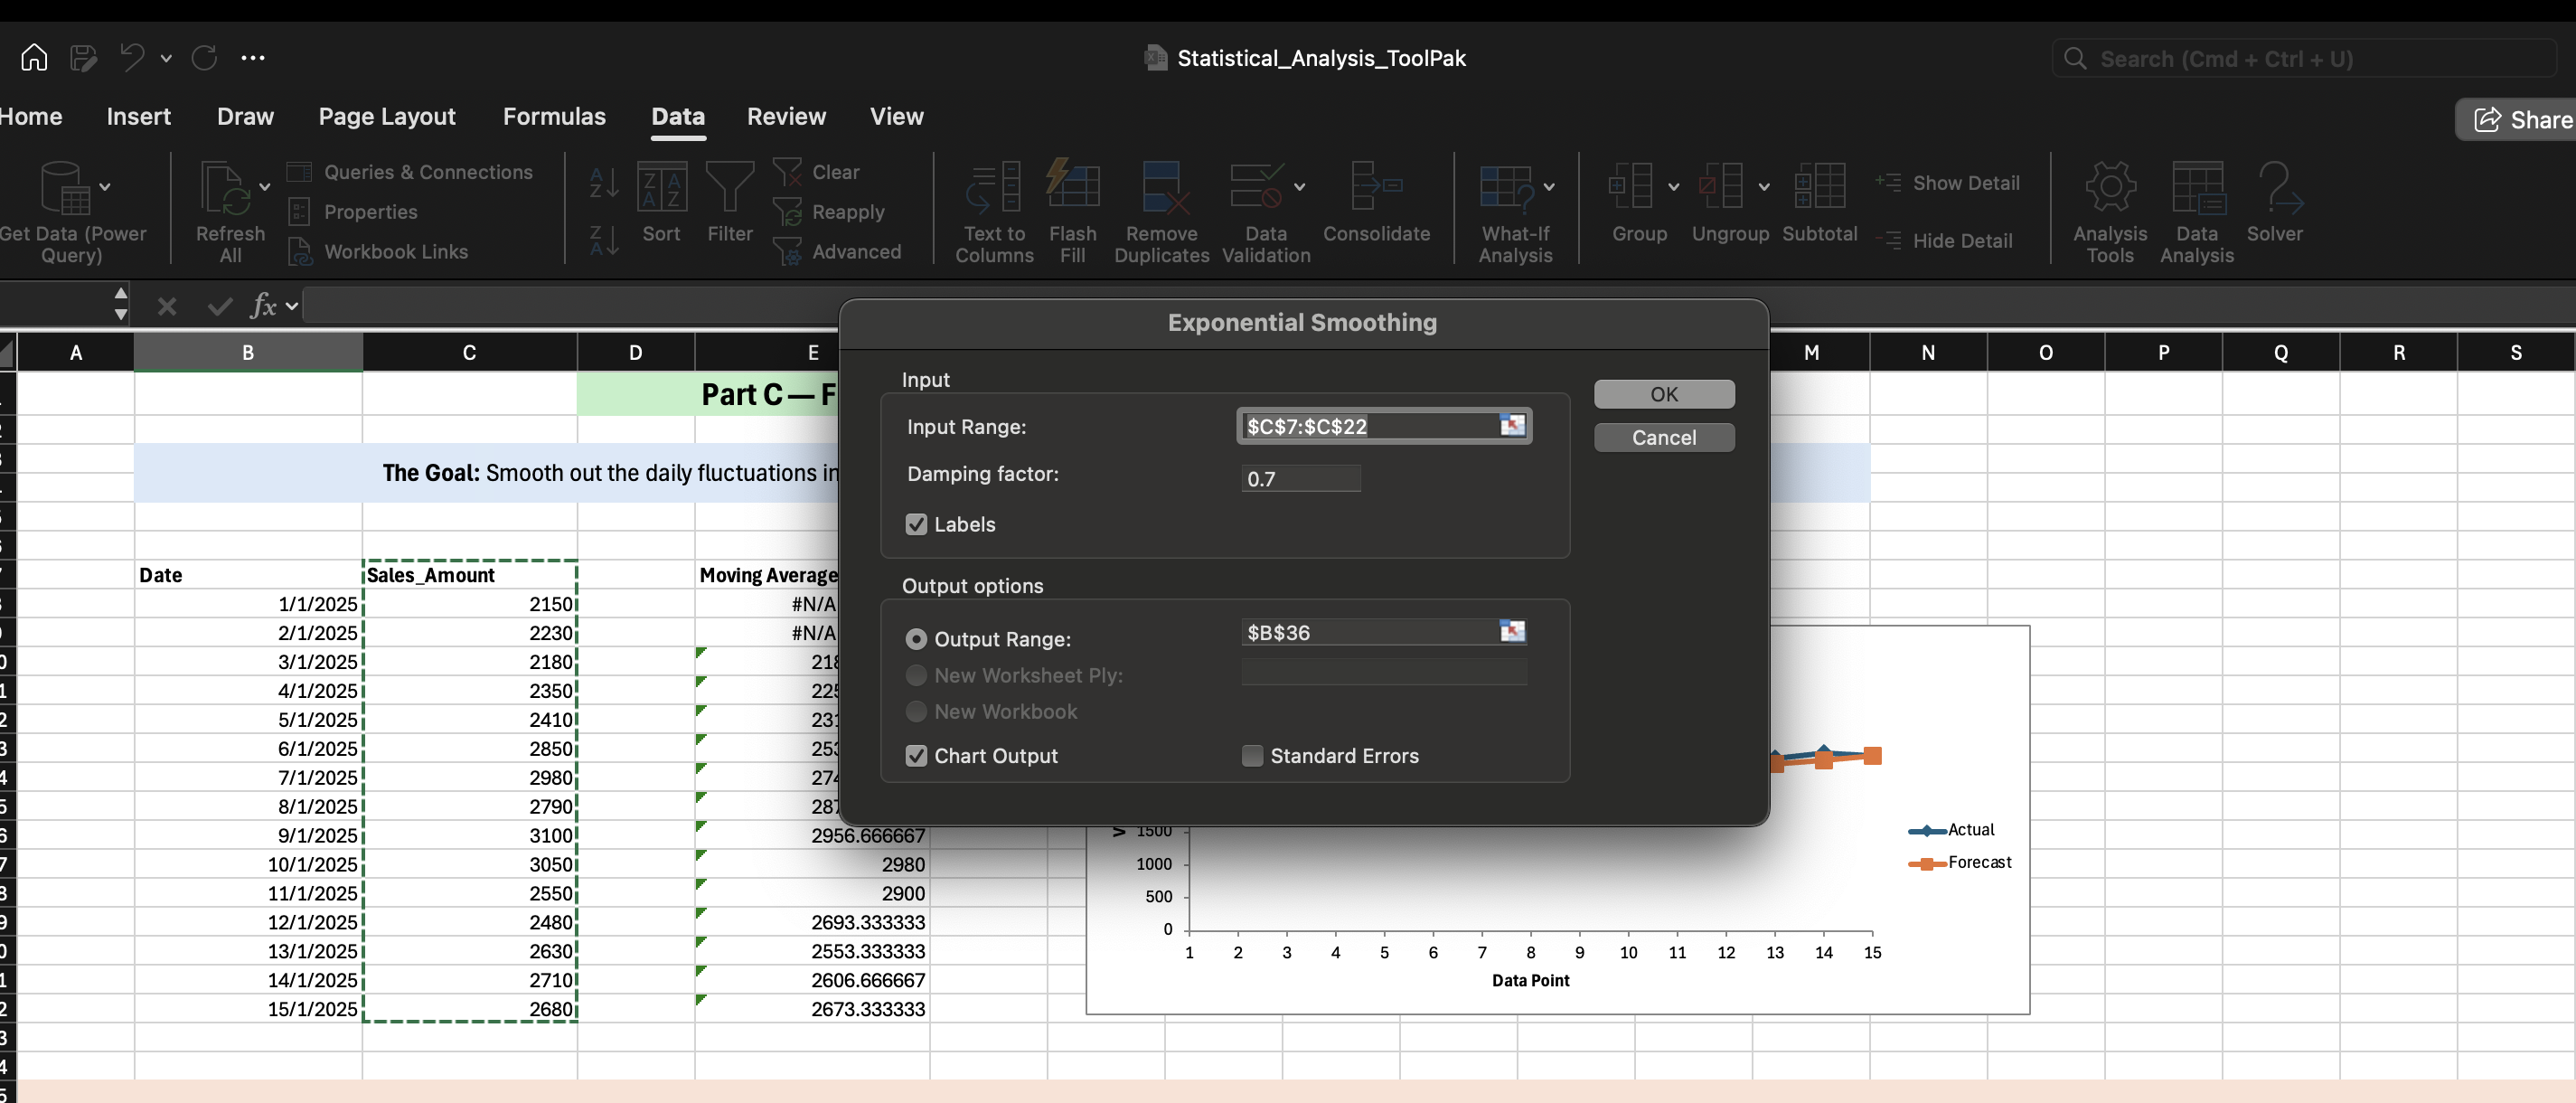 Statistical_Analysis_ToolPak
Search (Cmd + Ctrl + U)
Home Insert Draw Page Layout Formulas Data Review View
Share
Get Data (Power Query)
Refresh All
Queries & Connections
Properties
Workbook Links
A Z
Z A
Sort
Filter
Clear
Reapply
Advanced
Text to Columns
Flash Fill
Remove Duplicates
Data Validation
Consolidate
What-If Analysis
Group
Ungroup
Subtotal
Show Detail
Hide Detail
Analysis Tools
Data Analysis
Solver
fx
A B C D E M N O P Q R S
Part C — F
The Goal: Smooth out the daily fluctuations in
Date Sales_Amount Moving Average
1/1/2025 2150 #N/A
2/1/2025 2230 #N/A
3/1/2025 2180 218
4/1/2025 2350 225
5/1/2025 2410 231
6/1/2025 2850 253
7/1/2025 2980 274
8/1/2025 2790 287
9/1/2025 3100 2956.666667
10/1/2025 3050 2980
11/1/2025 2550 2900
12/1/2025 2480 2693.333333
13/1/2025 2630 2553.333333
14/1/2025 2710 2606.666667
15/1/2025 2680 2673.333333
Exponential Smoothing
Input
Input Range: $C$7:$C$22
Damping factor: 0.7
Labels
OK
Cancel
Output options
Output Range: $B$36
New Worksheet Ply:
New Workbook
Chart Output
Standard Errors
1500
1000
500
0
1 2 3 4 5 6 7 8 9 10 11 12 13 14 15
Data Point
Actual
Forecast